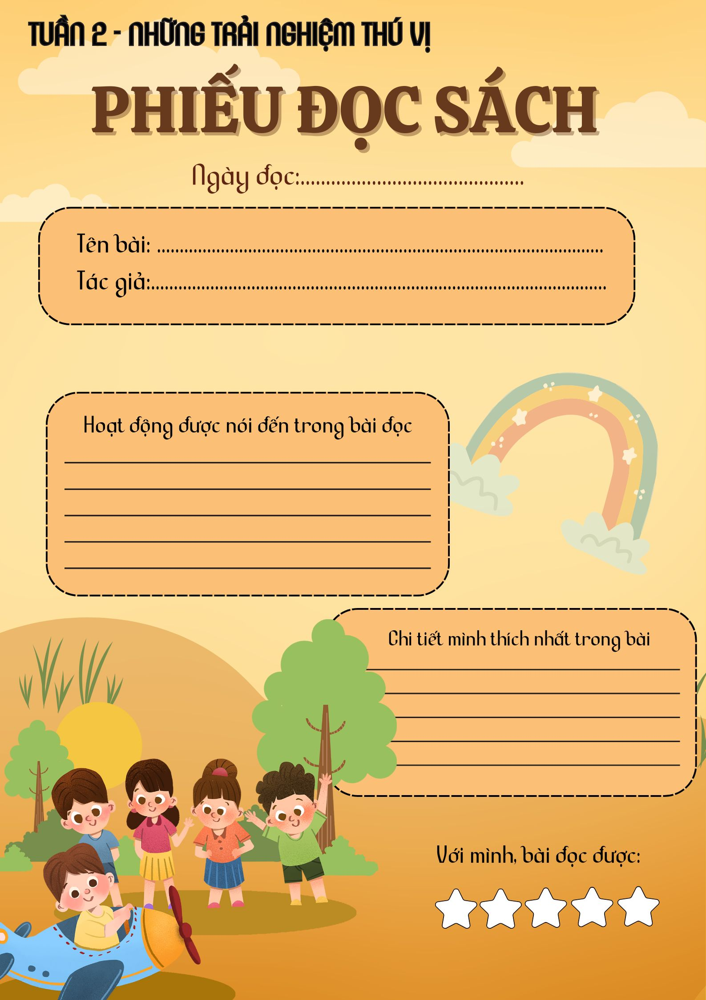 TUẦN 2 - NHỮNG TRẢI NGHIỆM THÚ VỊ
PHIẾU ĐỌC SÁCH
Ngày đọc:.............................................
Tên bài: ....................................................................................................
Tác giả:......................................................................................................
Hoạt động được nói đến trong bài đọc
Chi tiết mình thích nhất trong bài
Với mình, bài đọc được: